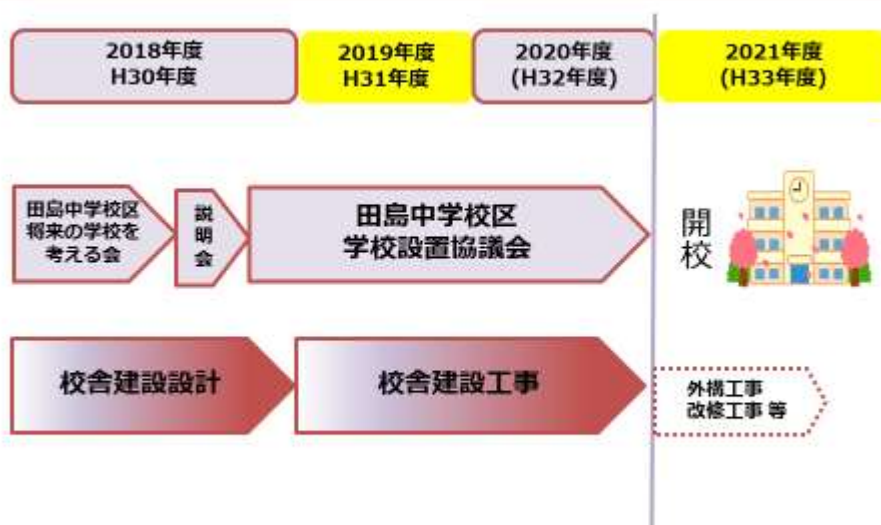 2018年度
H30年度
2019年度
H31年度
2020年度
(H32年度)
2021年度
(H33年度)
田島中学校区
将来の学校を
考える会
説明会
田島中学校区
学校設置協議会
開校
校舎建設設計
校舎建設工事
外構工事
改修工事 等